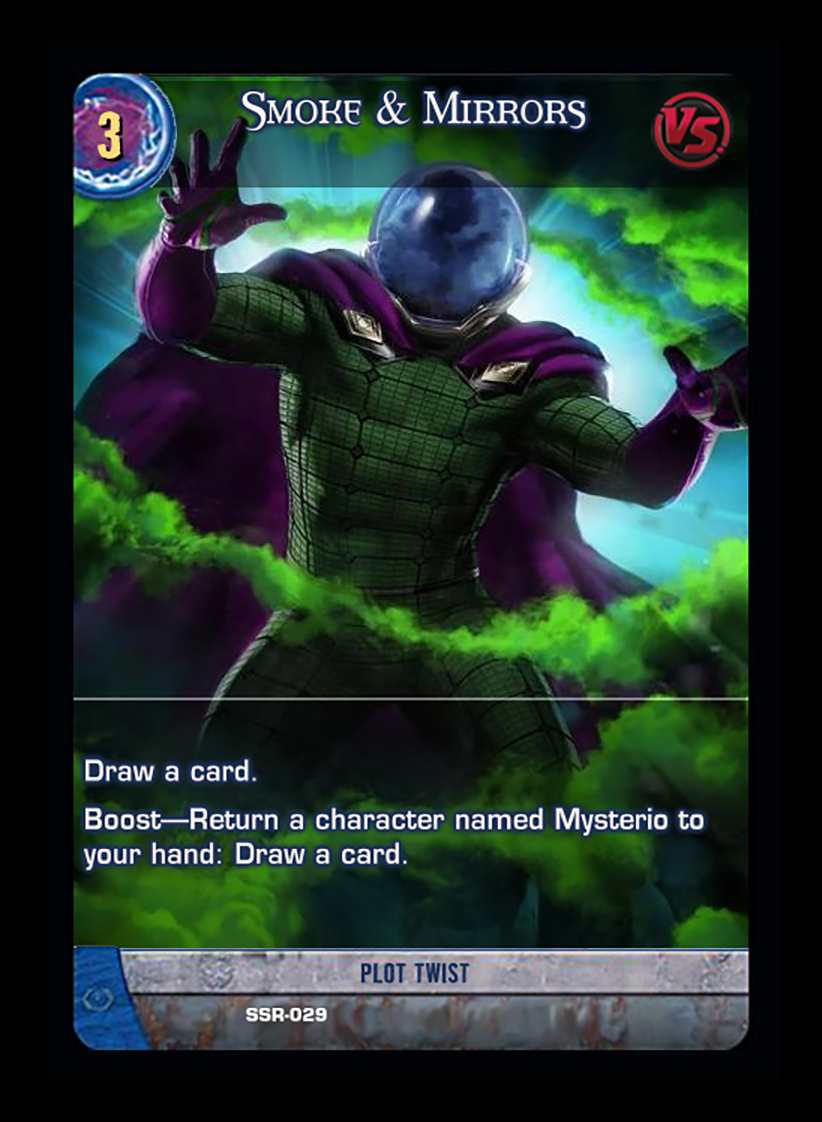 3
Smoke & Mirrors
VS.
Draw a card.
Boost—Return a character named Mysterio to
your hand: Draw a card.
PLOT TWIST
SSR-029